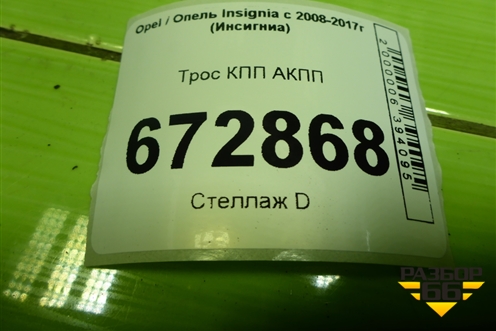 Opel / Опель Insignia с 2008-2017г
(Инсигниа)
Трос КПП АКПП
672868
Стеллаж D
2000006394095
РАЗБОР
66